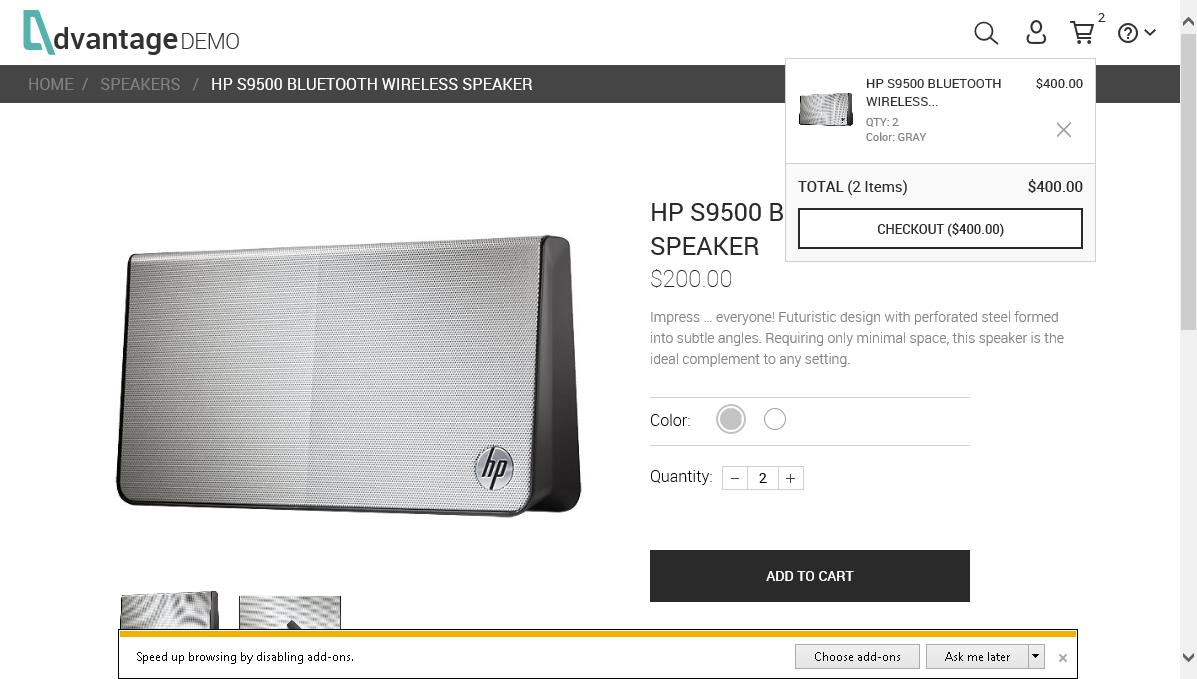 dvantage DEMO
2
HOME / SPEAKERS / HP S9500 BLUETOOTH WIRELESS SPEAKER
HP S9500 BLUETOOTH $400.00
WIRELESS...
QTY: 2
Color: GRAY
TOTAL (2 Items) $400.00
CHECKOUT ($400.00)
HP S9500 B
SPEAKER
$200.00
Impress ... everyone! Futuristic design with perforated steel formed
into subtle angles. Requiring only minimal space, this speaker is the
ideal complement to any setting.
Color:
Quantity: − 2 +
hp
ADD TO CART
Speed up browsing by disabling add-ons. Choose add-ons Ask me later ×